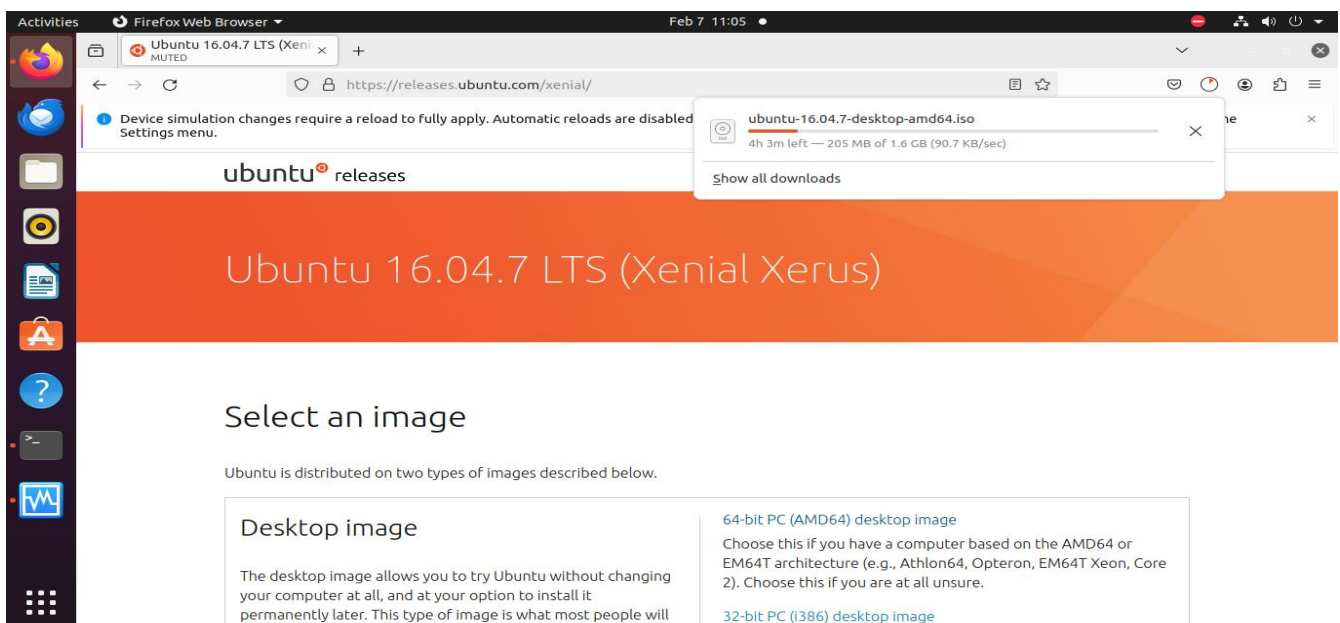 Activities
Firefox Web Browser
Feb 7 11:05
Ubuntu 16.04.7 LTS (Xeni
MUTED
https://releases.ubuntu.com/xenial/
Device simulation changes require a reload to fully apply. Automatic reloads are disabled
Settings menu.
ubuntu-16.04.7-desktop-amd64.iso
4h 3m left — 205 MB of 1.6 GB (90.7 KB/sec)
Show all downloads
ubuntu releases
Ubuntu 16.04.7 LTS (Xenial Xerus)
Select an image
Ubuntu is distributed on two types of images described below.
Desktop image
The desktop image allows you to try Ubuntu without changing
your computer at all, and at your option to install it
permanently later. This type of image is what most people will
64-bit PC (AMD64) desktop image
Choose this if you have a computer based on the AMD64 or
EM64T architecture (e.g., Athlon64, Opteron, EM64T Xeon, Core
2). Choose this if you are at all unsure.
32-bit PC (i386) desktop image